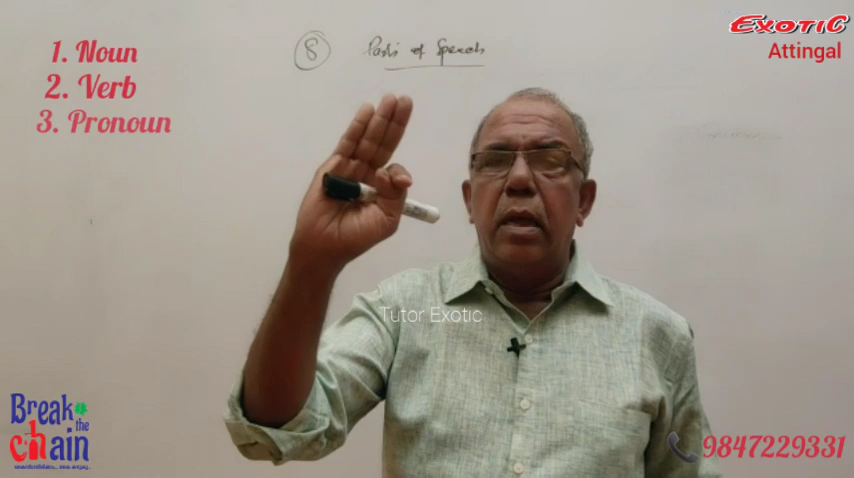 1. Noun
2. Verb
3. Pronoun
8 Parts of Speech
EXOTIC
Attingal
Tutor Exotic
Break
the
chain
9847229331